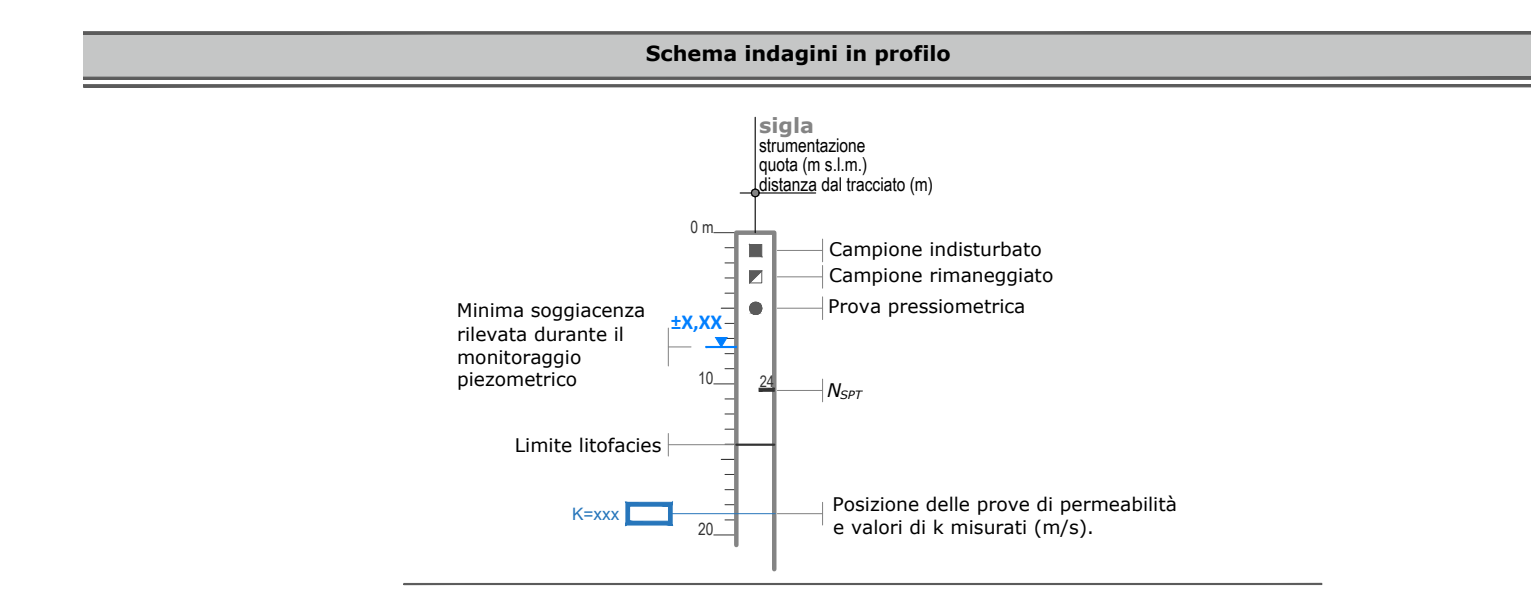 Schema indagini in profilo
sigla
strumentazione
quota (m s.l.m.)
distanza dal tracciato (m)
0 m
Campione indisturbato
Campione rimaneggiato
Prova pressiometrica
Minima soggiacenza
rilevata durante il
monitoraggio
piezometrico
±X,XX
10
24
NSPT
Limite litofacies
K=xxx
20
Posizione delle prove di permeabilità
e valori di k misurati (m/s).